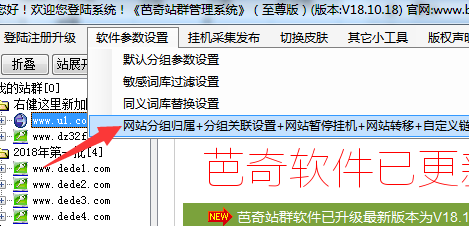 您好！欢迎您登陆系统！《芭奇站群管理系统》（至尊版）(版本:V18.10.18) 官网:www.b
登陆注册升级 软件参数设置 挂机采集发布 切换皮肤 其它小工具 版权声
折叠 站展开
默认分组参数设置
敏感词库过滤设置
同义词库替换设置
网站分组归属+分组关联设置+网站暂停挂机+网站转移+自定义链
的站群[0]
右健这里新加
www.ul.com
www.dz32f
2018年第一批[4]
www.dede1.com
www.dede2.com
www.dede3.com
www.dede4.com
芭奇软件已更新
NEW 芭奇站群软件已升级最新版本为V18.1